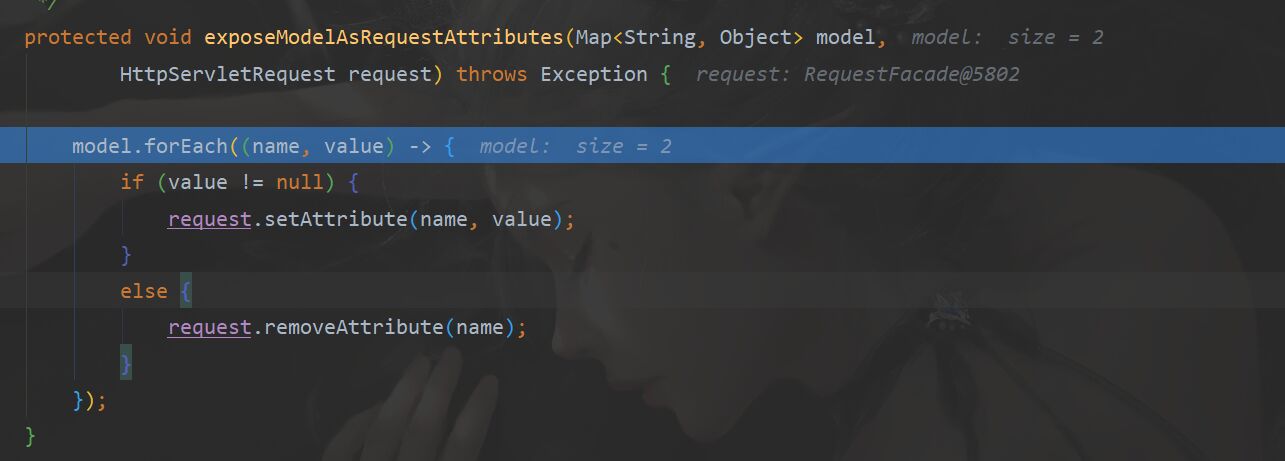 */
protected void exposeModelAsRequestAttributes(Map<String, Object> model,  model:  size = 2
HttpServletRequest request) throws Exception {  request: RequestFacade@5802
model.forEach((name, value) -> {  model:  size = 2
if (value != null) {
request.setAttribute(name, value);
}
else {
request.removeAttribute(name);
}
});
}